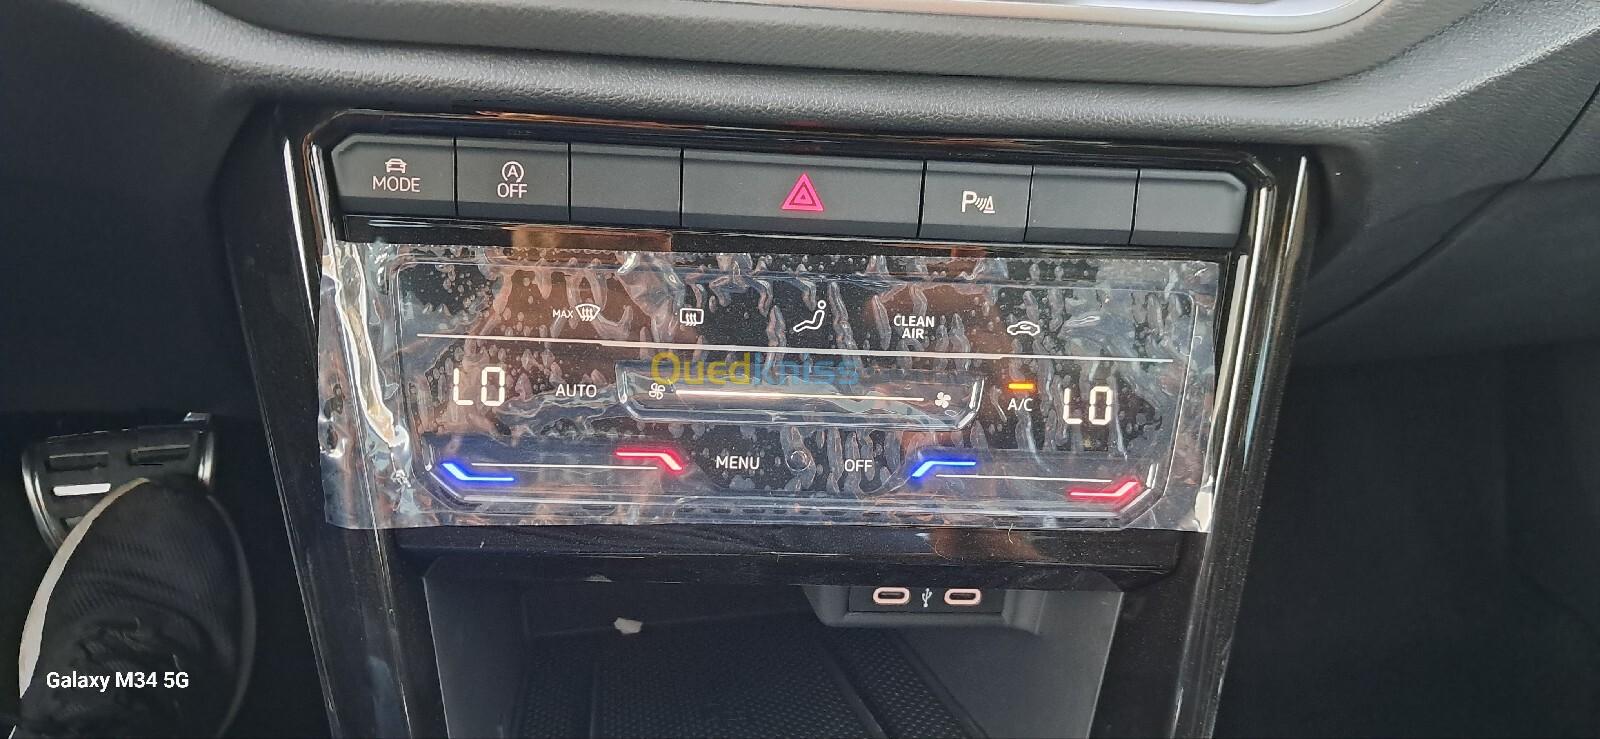 MODE
A
OFF
P
MAX
CLEAN
AIR
Ouedkniss
LO
AUTO
A/C
LO
MENU
OFF
Galaxy M34 5G